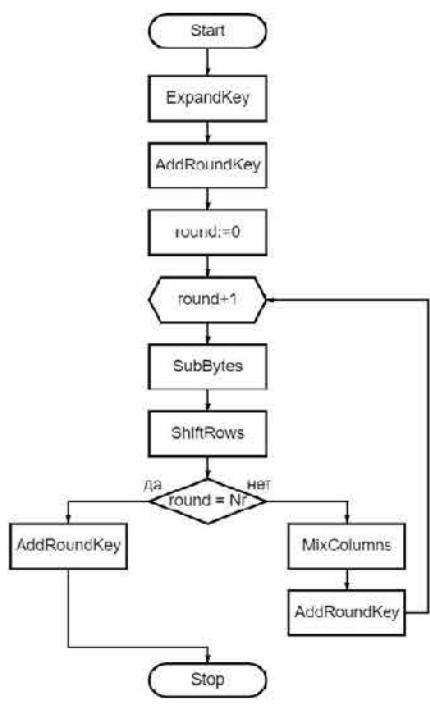 Start
ExpandKey
AddRoundKey
round:=0
round+1
SubBytes
ShiftRows
да
нет
round = Nr
AddRoundKey
MixColumns
AddRoundKey
Stop